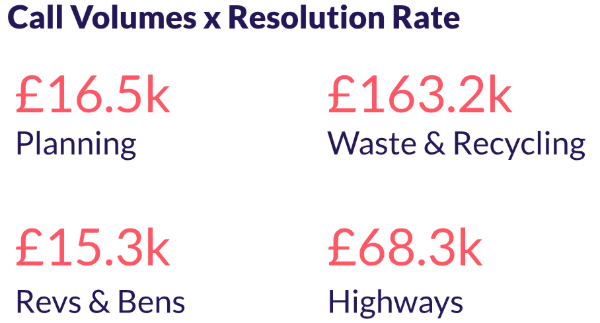 Call Volumes x Resolution Rate
£16.5k
Planning
£163.2k
Waste & Recycling
£15.3k
Revs & Bens
£68.3k
Highways